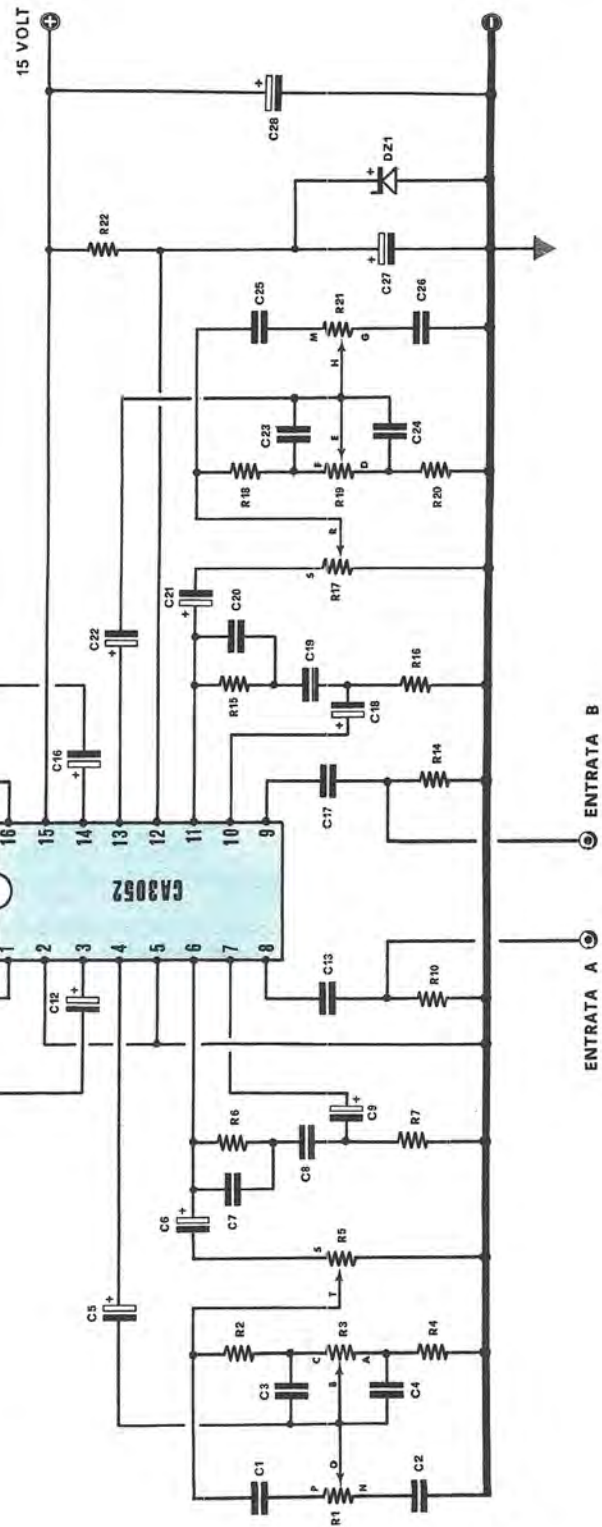 15 VOLT
+
-
C28
DZ1
R22
C27
C25
M
R21
G
C26
H
C23
E
C24
R18
F
R19
D
R20
R
S
R17
C22
C21
C20
R15
C19
C18
R16
C16
C17
R14
16
15
14
13
12
11
10
9
CA3052
1
2
3
4
5
6
7
8
C12
C13
R10
ENTRATA A
ENTRATA B
C5
C6
C7
R6
C8
C9
R7
S
R5
T
R2
C
R3
A
R4
C3
B
C4
C1
P
R1
N
O
C2
+
+
+
+
+
+
+
+
+
+
+